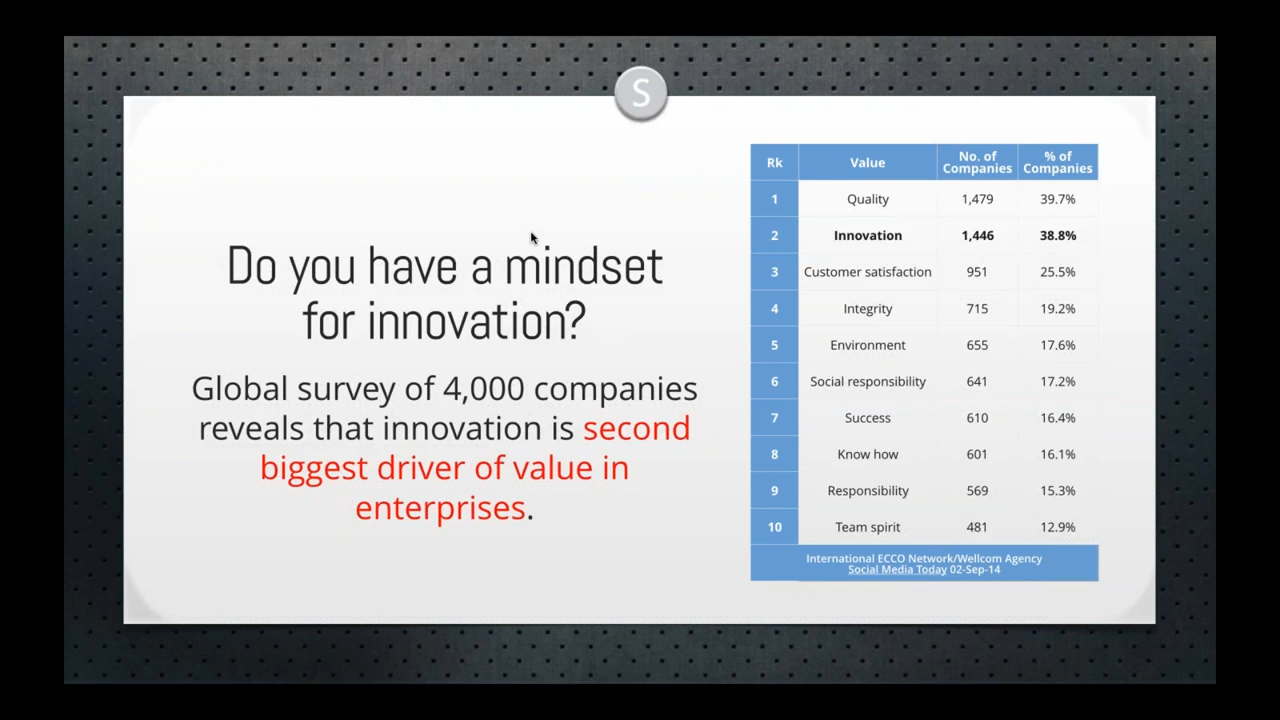 S
Do you have a mindset
for innovation?
Global survey of 4,000 companies
reveals that innovation is second
biggest driver of value in
enterprises.
Rk Value No. of Companies % of Companies
1 Quality 1,479 39.7%
2 Innovation 1,446 38.8%
3 Customer satisfaction 951 25.5%
4 Integrity 715 19.2%
5 Environment 655 17.6%
6 Social responsibility 641 17.2%
7 Success 610 16.4%
8 Know how 601 16.1%
9 Responsibility 569 15.3%
10 Team spirit 481 12.9%
International ECCO Network/Wellcom Agency
Social Media Today 02-Sep-14